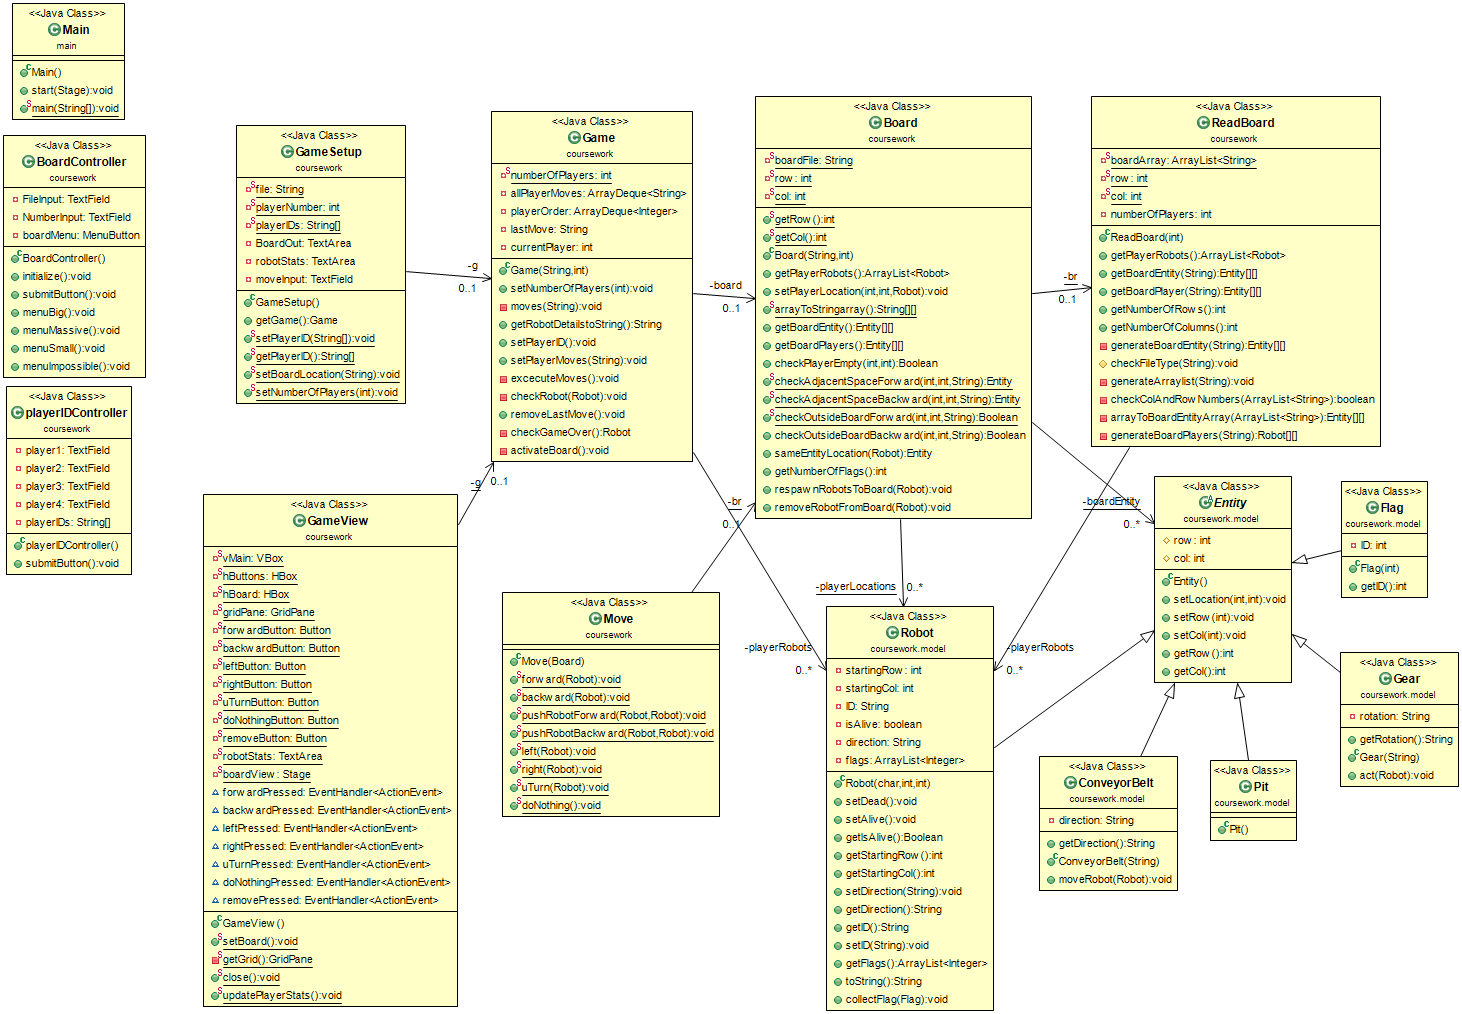 <<Java Class>>
Main
main
Main()
start(Stage):void
main(String[]):void
<<Java Class>>
BoardController
coursework
FileInput: TextField
NumberInput: TextField
boardMenu: MenuButton
BoardController()
initialize():void
submitButton():void
menuBig():void
menuMassive():void
menuSmall():void
menuImpossible():void
<<Java Class>>
playerIDController
coursework
player1: TextField
player2: TextField
player3: TextField
player4: TextField
playerIDs: String[]
playerIDController()
submitButton():void
<<Java Class>>
GameSetup
coursework
file: String
playerNumber: int
playerIDs: String[]
BoardOut: TextArea
robotStats: TextArea
moveInput: TextField
GameSetup()
getGame():Game
setPlayerID(String[]):void
getPlayerID():String[]
setBoardLocation(String):void
setNumberOfPlayers(int):void
-g
0..1
<<Java Class>>
Game
coursework
numberOfPlayers: int
allPlayerMoves: ArrayDeque<String>
playerOrder: ArrayDeque<Integer>
lastMove: String
currentPlayer: int
Game(String,int)
setNumberOfPlayers(int):void
moves(String):void
getRobotDetailstoString():String
setPlayerID():void
setPlayerMoves(String):void
excecuteMoves():void
checkRobot(Robot):void
removeLastMove():void
checkGameOver():Robot
activateBoard():void
-g
0..1
-board
0..1
<<Java Class>>
Board
coursework
boardFile: String
row: int
col: int
getRow():int
getCol():int
Board(String,int)
getPlayerRobots():ArrayList<Robot>
setPlayerLocation(int,int,Robot):void
arrayToStringarray():String[][]
getBoardEntity():Entity[][]
getBoardPlayers():Entity[][]
checkPlayerEmpty(int,int):Boolean
checkAdjacentSpaceForward(int,int,String):Entity
checkAdjacentSpaceBackward(int,int,String):Entity
checkOutsideBoardForward(int,int,String):Boolean
checkOutsideBoardBackward(int,int,String):Boolean
sameEntityLocation(Robot):Entity
getNumberOfFlags():int
respawnRobotsToBoard(Robot):void
removeRobotFromBoard(Robot):void
-br
0..1
<<Java Class>>
ReadBoard
coursework
boardArray: ArrayList<String>
row: int
col: int
numberOfPlayers: int
ReadBoard(int)
getPlayerRobots():ArrayList<Robot>
getBoardEntity(String):Entity[][]
getBoardPlayer(String):Entity[][]
getNumberOfRows():int
getNumberOfColumns():int
generateBoardEntity(String):Entity[][]
checkFileType(String):void
generateArraylist(String):void
checkColAndRowNumbers(ArrayList<String>):boolean
arrayToBoardEntityArray(ArrayList<String>):Entity[][]
generateBoardPlayers(String):Robot[][]
<<Java Class>>
GameView
coursework
vMain: VBox
hButtons: HBox
hBoard: HBox
gridPane: GridPane
forwardButton: Button
backwardButton: Button
leftButton: Button
rightButton: Button
uTurnButton: Button
doNothingButton: Button
removeButton: Button
robotStats: TextArea
boardView: Stage
forwardPressed: EventHandler<ActionEvent>
backwardPressed: EventHandler<ActionEvent>
leftPressed: EventHandler<ActionEvent>
rightPressed: EventHandler<ActionEvent>
uTurnPressed: EventHandler<ActionEvent>
doNothingPressed: EventHandler<ActionEvent>
removePressed: EventHandler<ActionEvent>
GameView()
setBoard():void
getGrid():GridPane
close():void
updatePlayerStats():void
-br
0..1
<<Java Class>>
Move
coursework
Move(Board)
forward(Robot):void
backward(Robot):void
pushRobotForward(Robot,Robot):void
pushRobotBackward(Robot,Robot):void
left(Robot):void
right(Robot):void
uTurn(Robot):void
doNothing():void
-playerLocations
0..*
-playerRobots
0..*
-playerRobots
0..*
-boardEntity
0..*
<<Java Class>>
Robot
coursework.model
startingRow: int
startingCol: int
ID: String
isAlive: boolean
direction: String
flags: ArrayList<Integer>
Robot(char,int,int)
setDead():void
setAlive():void
getIsAlive():Boolean
getStartingRow():int
getStartingCol():int
setDirection(String):void
getDirection():String
getID():String
setID(String):void
getFlags():ArrayList<Integer>
toString():String
collectFlag(Flag):void
<<Java Class>>
Entity
coursework.model
row: int
col: int
Entity()
setLocation(int,int):void
setRow(int):void
setCol(int):void
getRow():int
getCol():int
<<Java Class>>
Flag
coursework.model
ID: int
Flag(int)
getID():int
<<Java Class>>
Gear
coursework.model
rotation: String
getRotation():String
Gear(String)
act(Robot):void
<<Java Class>>
ConveyorBelt
coursework.model
direction: String
getDirection():String
ConveyorBelt(String)
moveRobot(Robot):void
<<Java Class>>
Pit
coursework.model
Pit()